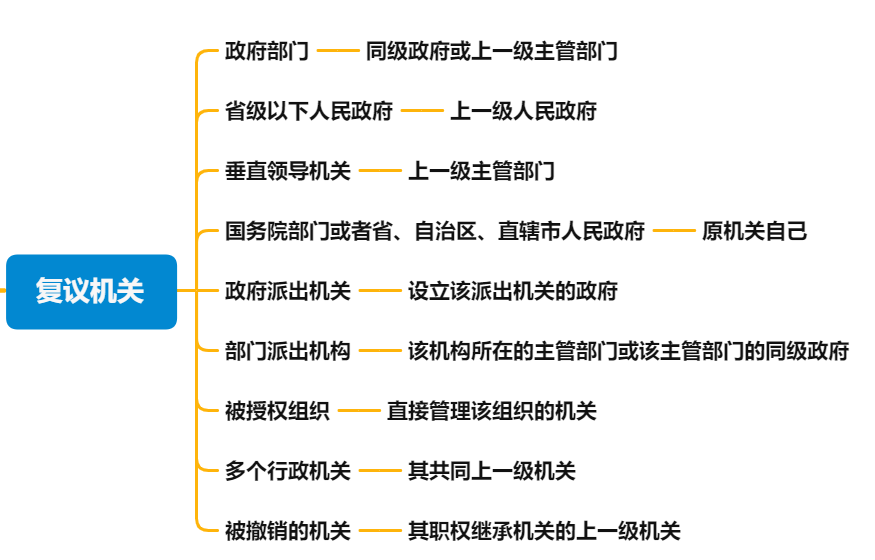 政府部门 同级政府或上一级主管部门
省级以下人民政府 上一级人民政府
垂直领导机关 上一级主管部门
国务院部门或者省、自治区、直辖市人民政府 原机关自己
复议机关
政府派出机关 设立该派出机关的政府
部门派出机构 该机构所在的主管部门或该主管部门的同级政府
被授权组织 直接管理该组织的机关
多个行政机关 其共同上一级机关
被撤销的机关 其职权继承机关的上一级机关